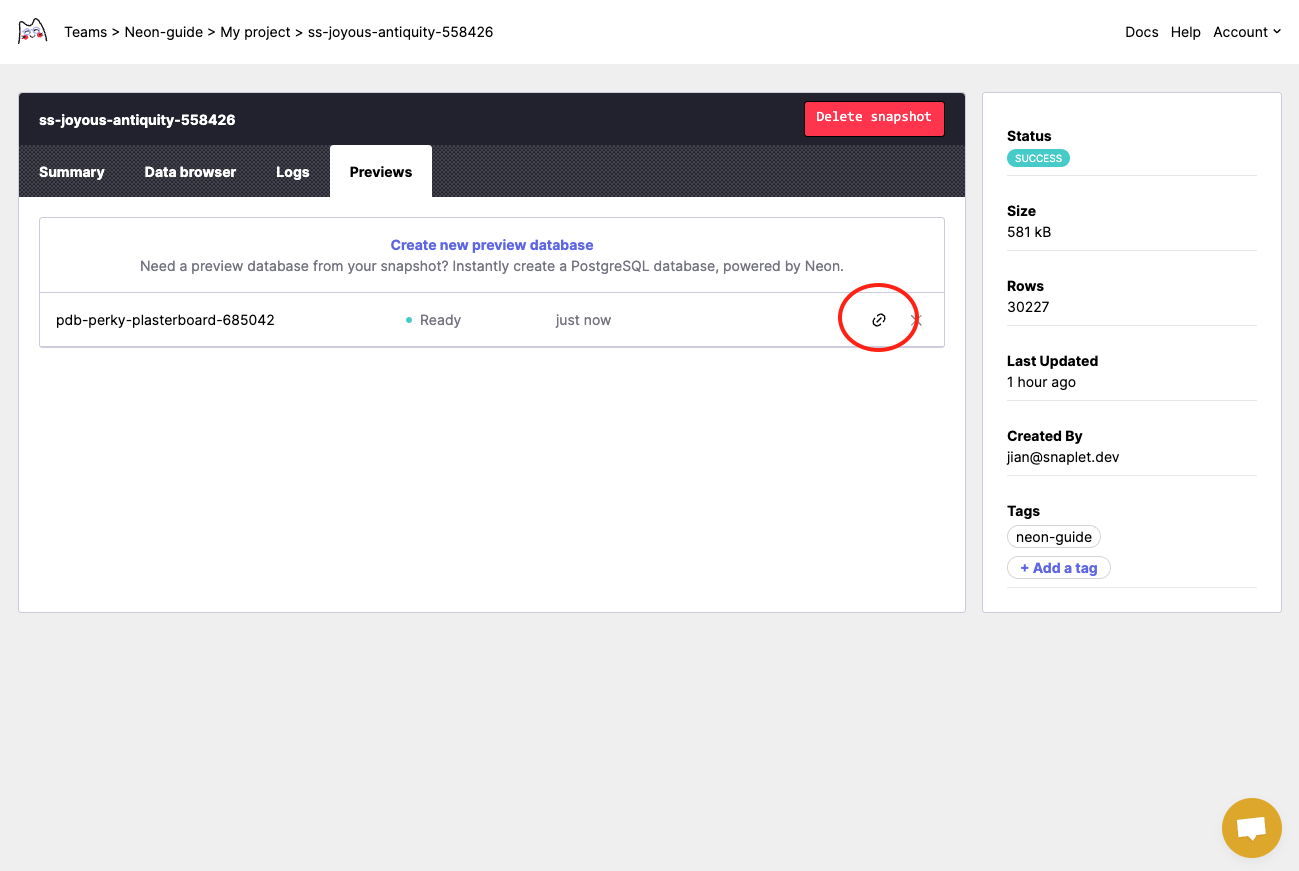 Teams > Neon-guide > My project > ss-joyous-antiquity-558426
Docs Help Account
ss-joyous-antiquity-558426
Delete snapshot
Summary Data browser Logs Previews
Create new preview database
Need a preview database from your snapshot? Instantly create a PostgreSQL database, powered by Neon.
pdb-perky-plasterboard-685042 Ready just now
Status
SUCCESS
Size
581 kB
Rows
30227
Last Updated
1 hour ago
Created By
jian@snaplet.dev
Tags
neon-guide
+ Add a tag